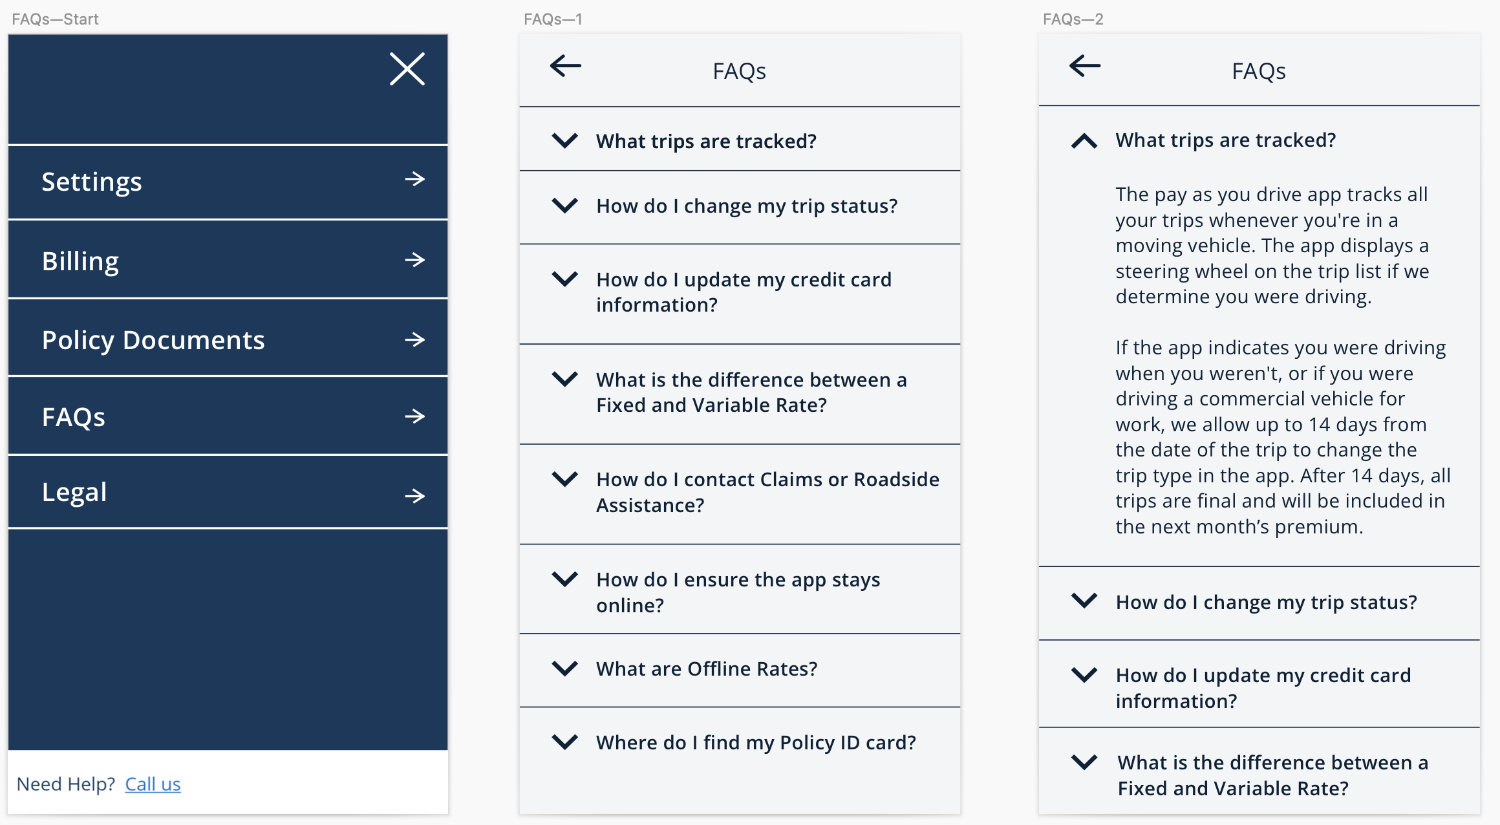 FAQs—Start
Settings
Billing
Policy Documents
FAQs
Legal
Need Help? Call us
FAQs—1
FAQs
What trips are tracked?
How do I change my trip status?
How do I update my credit card
information?
What is the difference between a
Fixed and Variable Rate?
How do I contact Claims or Roadside
Assistance?
How do I ensure the app stays
online?
What are Offline Rates?
Where do I find my Policy ID card?
FAQs—2
FAQs
What trips are tracked?
The pay as you drive app tracks all
your trips whenever you're in a
moving vehicle. The app displays a
steering wheel on the trip list if we
determine you were driving.
If the app indicates you were driving
when you weren't, or if you were
driving a commercial vehicle for
work, we allow up to 14 days from
the date of the trip to change the
trip type in the app. After 14 days, all
trips are final and will be included in
the next month’s premium.
How do I change my trip status?
How do I update my credit card
information?
What is the difference between a
Fixed and Variable Rate?